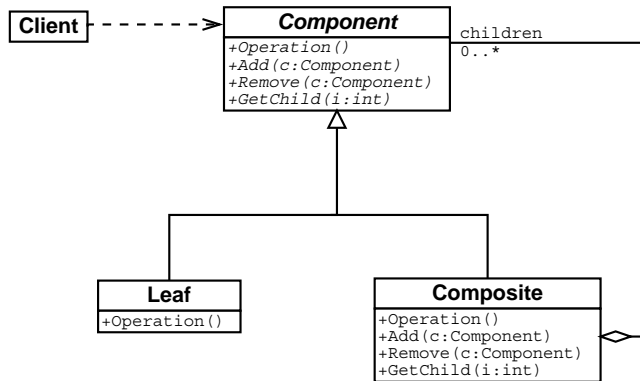 Client
Component
+Operation()
+Add(c:Component)
+Remove(c:Component)
+GetChild(i:int)
children
0..*
Leaf
+Operation()
Composite
+Operation()
+Add(c:Component)
+Remove(c:Component)
+GetChild(i:int)